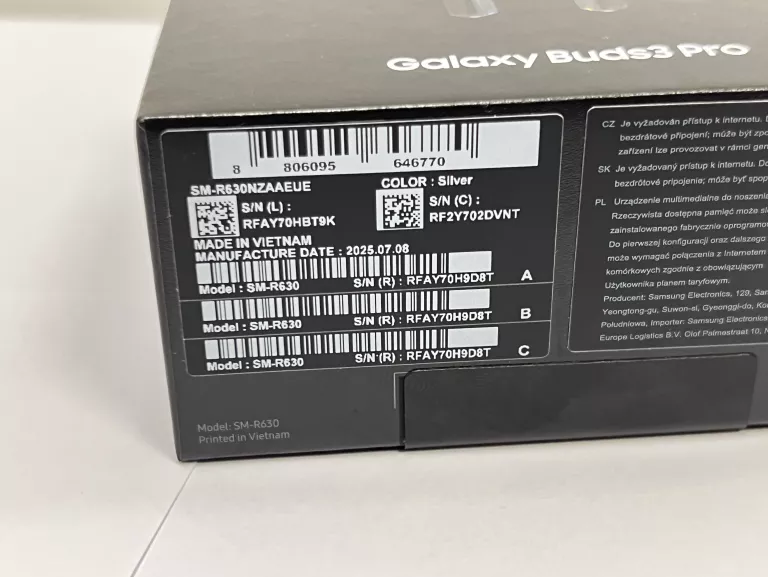 Galaxy Buds3 Pro
8 806095 646770
SM-R630NZAAEUE
COLOR : Silver
S/N (L) :
RFAY70HBT9K
S/N (C) :
RF2Y702DVNT
MADE IN VIETNAM
MANUFACTURE DATE : 2025.07.08
Model : SM-R630 S/N (R) : RFAY70H9D8T A
Model : SM-R630 S/N (R) : RFAY70H9D8T B
Model : SM-R630 S/N (R) : RFAY70H9D8T C
Model: SM-R630
Printed in Vietnam
CZ Je vyžadován přístup k internetu.
bezdrátové připojení; může být
zařízení lze provozovat v rámci
SK Je vyžadovaný prístup k internetu.
bezdrôtové pripojenia; môže byť
PL Urządzenie multimedialne do noszenia
Rzeczywista dostępna pamięć może
zainstalowanego fabrycznie
Do pierwszej konfiguracji oraz dalszego
może wymagać połączenia z Internetem
komórkowych zgodnie z obowiązującym
Użytkownika planem taryfowym.
Producent: Samsung Electronics, 129,
Yeongtong-gu, Suwon-si, Gyeonggi-do,
Południowa, Importer: Samsung Electronics
Europe Logistics B.V. Olof Palmestraat 10,